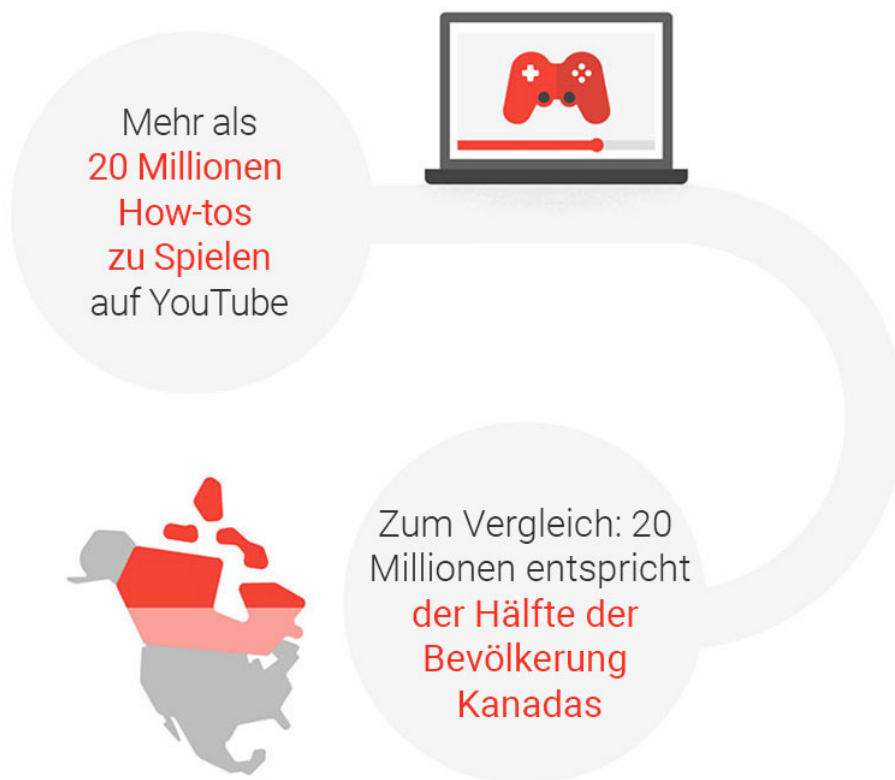 Mehr als
20 Millionen
How-tos
zu Spielen
auf YouTube
Zum Vergleich: 20
Millionen entspricht
der Hälfte der
Bevölkerung
Kanadas